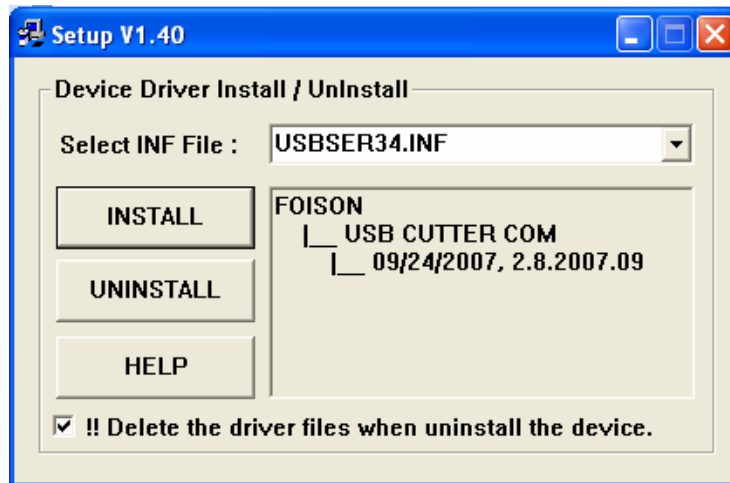 Setup V1.40
Device Driver Install / UnInstall
Select INF File : USBSER34.INF
INSTALL
UNINSTALL
HELP
FOISON
|__ USB CUTTER COM
|__ 09/24/2007, 2.8.2007.09
!! Delete the driver files when uninstall the device.